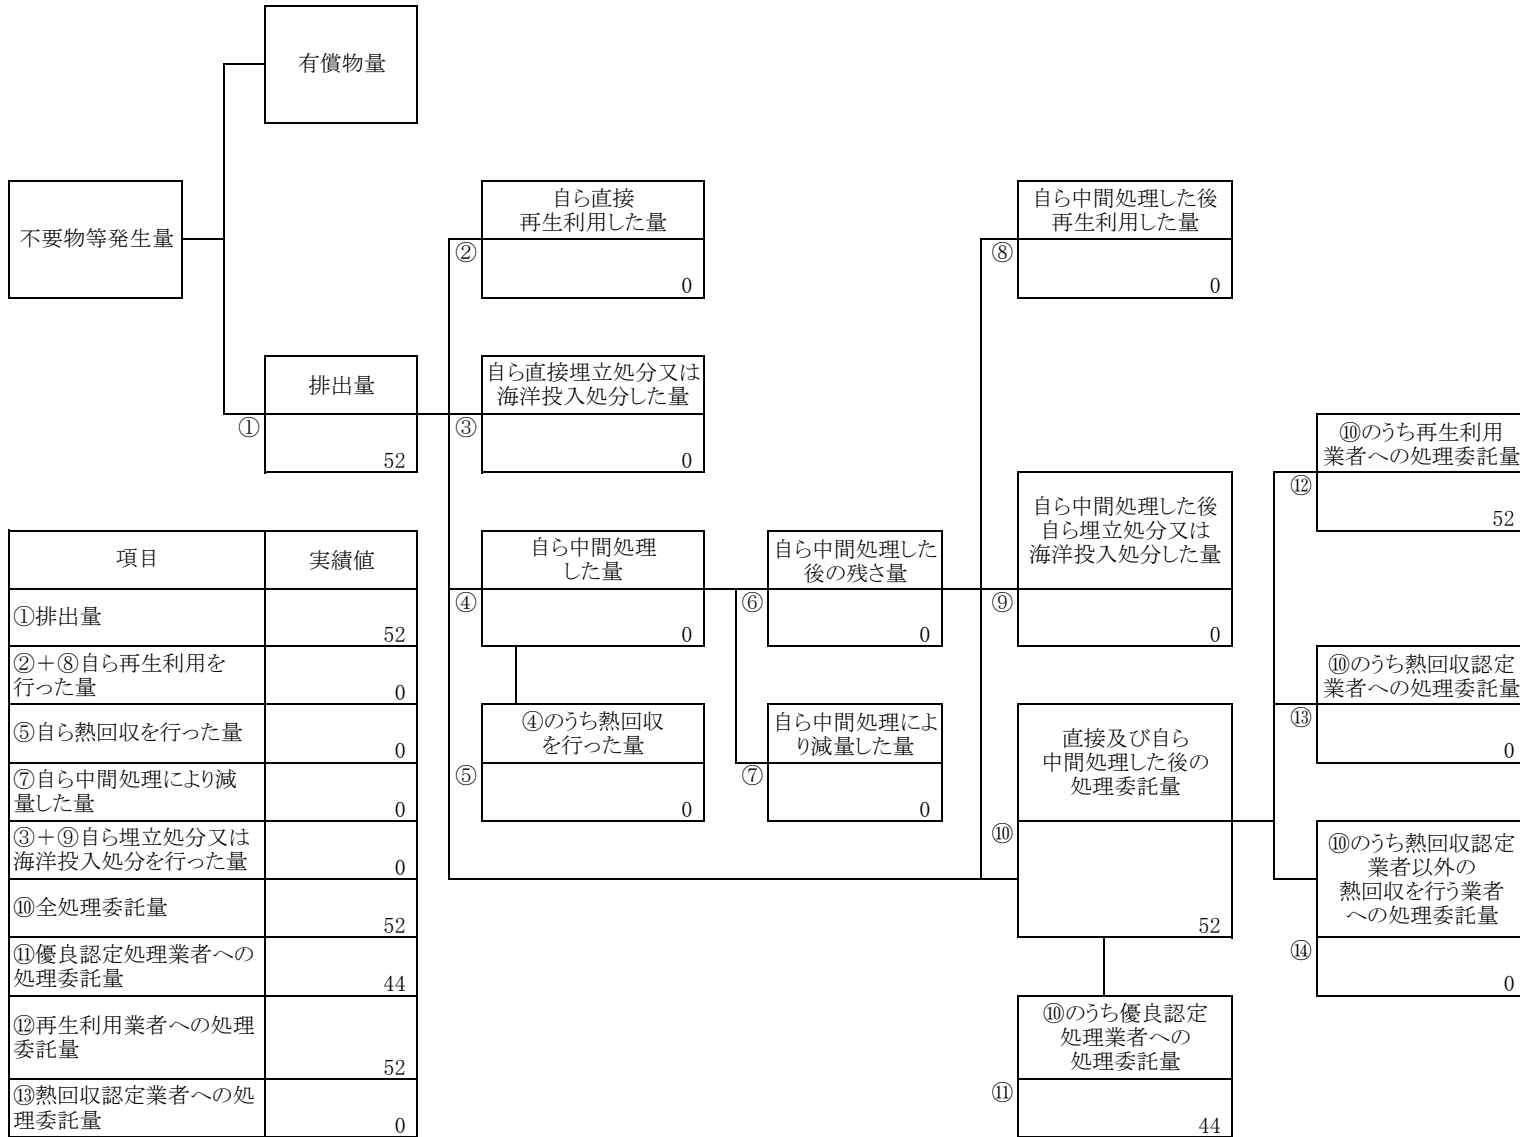 有償物量
不要物等発生量
自ら直接
再生利用した量
②
0
自ら中間処理した後
再生利用した量
⑧
0
排出量
①
52
自ら直接埋立処分又は
海洋投入処分した量
③
0
⑩のうち再生利用
業者への処理委託量
⑫
52
自ら中間処理
した量
④
0
自ら中間処理した
後の残さ量
⑥
0
自ら中間処理した後
自ら埋立処分又は
海洋投入処分した量
⑨
0
⑩のうち熱回収認定
業者への処理委託量
⑬
0
④のうち熱回収
を行った量
⑤
0
自ら中間処理によ
り減量した量
⑦
0
直接及び自ら
中間処理した後の
処理委託量
⑩
52
⑩のうち熱回収認定
業者以外の
熱回収を行う業者
への処理委託量
⑭
0
⑩のうち優良認定
処理業者への
処理委託量
⑪
44
項目 実績値
①排出量 52
②+⑧自ら再生利用を
行った量 0
⑤自ら熱回収を行った量 0
⑦自ら中間処理により減
量した量 0
③+⑨自ら埋立処分又は
海洋投入処分を行った量 0
⑩全処理委託量 52
⑪優良認定処理業者への
処理委託量 44
⑫再生利用業者への処理
委託量 52
⑬熱回収認定業者への処
理委託量 0